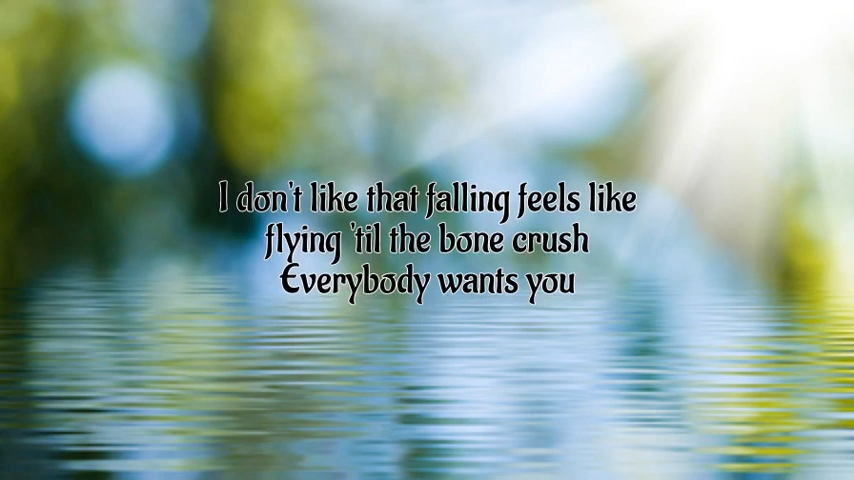 I don't like that falling feels like
flying 'til the bone crush
Everybody wants you